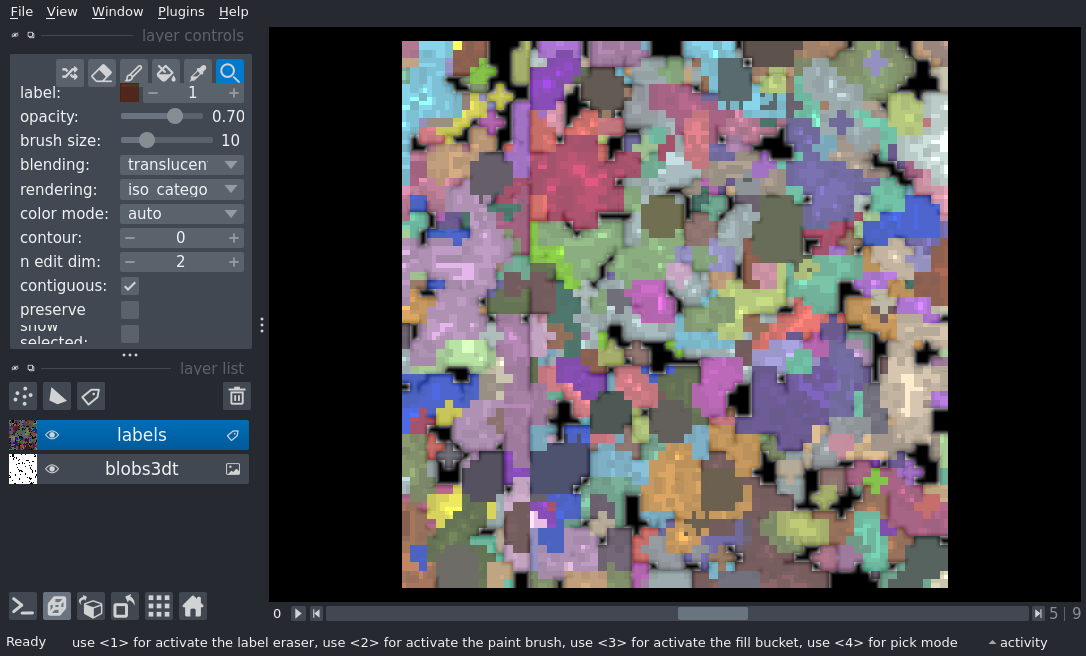 File View Window Plugins Help
layer controls
label: 1
opacity: 0.70
brush size: 10
blending: translucen
rendering: iso catego
color mode: auto
contour: 0
n edit dim: 2
contiguous:
preserve
show
selected:
layer list
labels
blobs3dt
0 5 | 9
Ready use <1> for activate the label eraser, use <2> for activate the paint brush, use <3> for activate the fill bucket, use <4> for pick mode activity